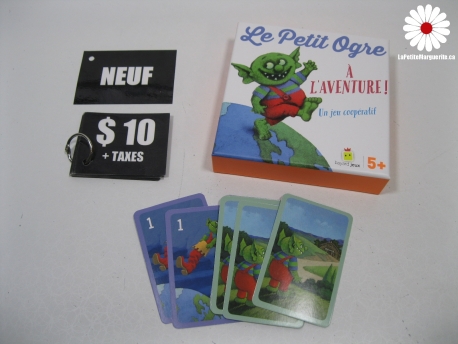 LaPetiteMarguerite.ca
NEUF
$ 10
+ TAXES
Le Petit Ogre
À
L'AVENTURE!
Un jeu coopératif
5+
1
1